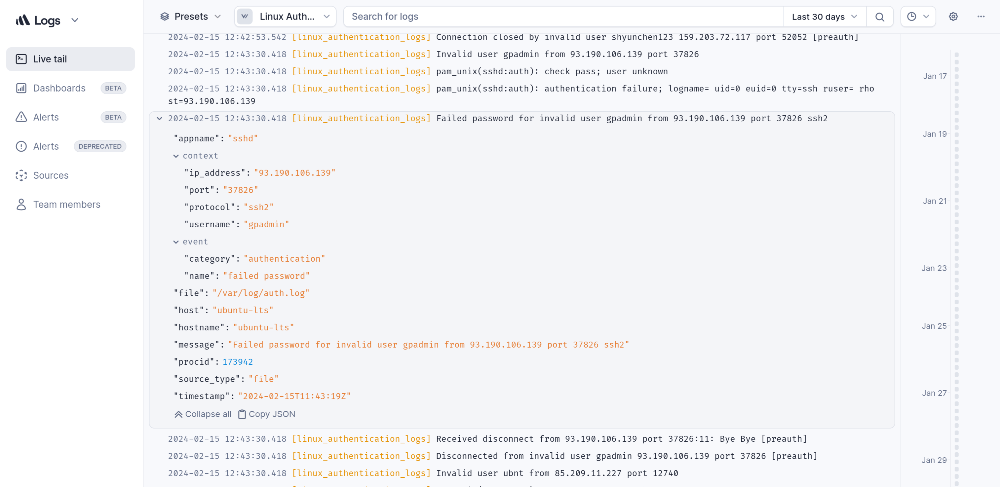 Logs
Live tail
Dashboards BETA
Alerts BETA
Alerts DEPRECATED
Sources
Team members
Presets Linux Auth... Search for logs Last 30 days
2024-02-15 12:42:53.542 [linux_authentication_logs] Connection closed by invalid user shyunchen123 159.203.72.117 port 52052 [preauth]
2024-02-15 12:43:30.418 [linux_authentication_logs] Invalid user gpadmin from 93.190.106.139 port 37826
2024-02-15 12:43:30.418 [linux_authentication_logs] pam_unix(sshd:auth): check pass; user unknown
2024-02-15 12:43:30.418 [linux_authentication_logs] pam_unix(sshd:auth): authentication failure; logname= uid=0 euid=0 tty=ssh ruser= rho
st=93.190.106.139
2024-02-15 12:43:30.418 [linux_authentication_logs] Failed password for invalid user gpadmin from 93.190.106.139 port 37826 ssh2
"appname": "sshd"
context
"ip_address": "93.190.106.139"
"port": "37826"
"protocol": "ssh2"
"username": "gpadmin"
event
"category": "authentication"
"name": "failed password"
"file": "/var/log/auth.log"
"host": "ubuntu-lts"
"hostname": "ubuntu-lts"
"message": "Failed password for invalid user gpadmin from 93.190.106.139 port 37826 ssh2"
"procid": 173942
"source_type": "file"
"timestamp": "2024-02-15T11:43:19Z"
Collapse all Copy JSON
2024-02-15 12:43:30.418 [linux_authentication_logs] Received disconnect from 93.190.106.139 port 37826:11: Bye Bye [preauth]
2024-02-15 12:43:30.418 [linux_authentication_logs] Disconnected from invalid user gpadmin 93.190.106.139 port 37826 [preauth]
2024-02-15 12:43:30.418 [linux_authentication_logs] Invalid user ubnt from 85.209.11.227 port 12740
Jan 17
Jan 19
Jan 21
Jan 23
Jan 25
Jan 27
Jan 29